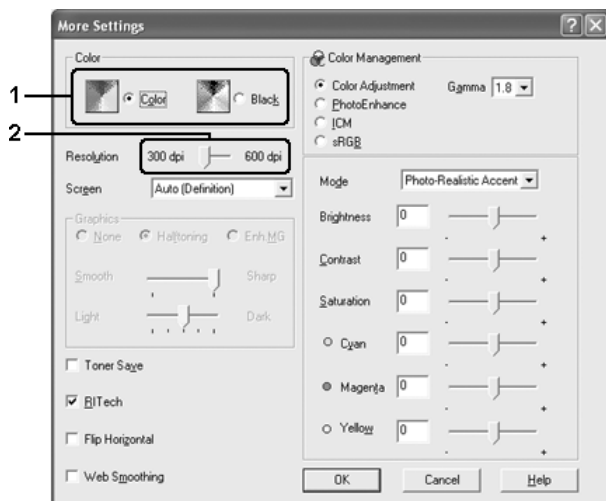 More Settings
Color
1
Color
Black
2
Resolution 300 dpi 600 dpi
Screen Auto (Definition)
Graphics
None Halftoning Enh.MG
Smooth Sharp
Light Dark
Toner Save
RITech
Flip Horizontal
Web Smoothing
Color Management
Color Adjustment Gamma 1.8
PhotoEnhance
ICM
sRGB
Mode Photo-Realistic Accent
Brightness 0
- +
Contrast 0
- +
Saturation 0
- +
Cyan 0
- +
Magenta 0
- +
Yellow 0
- +
OK Cancel Help